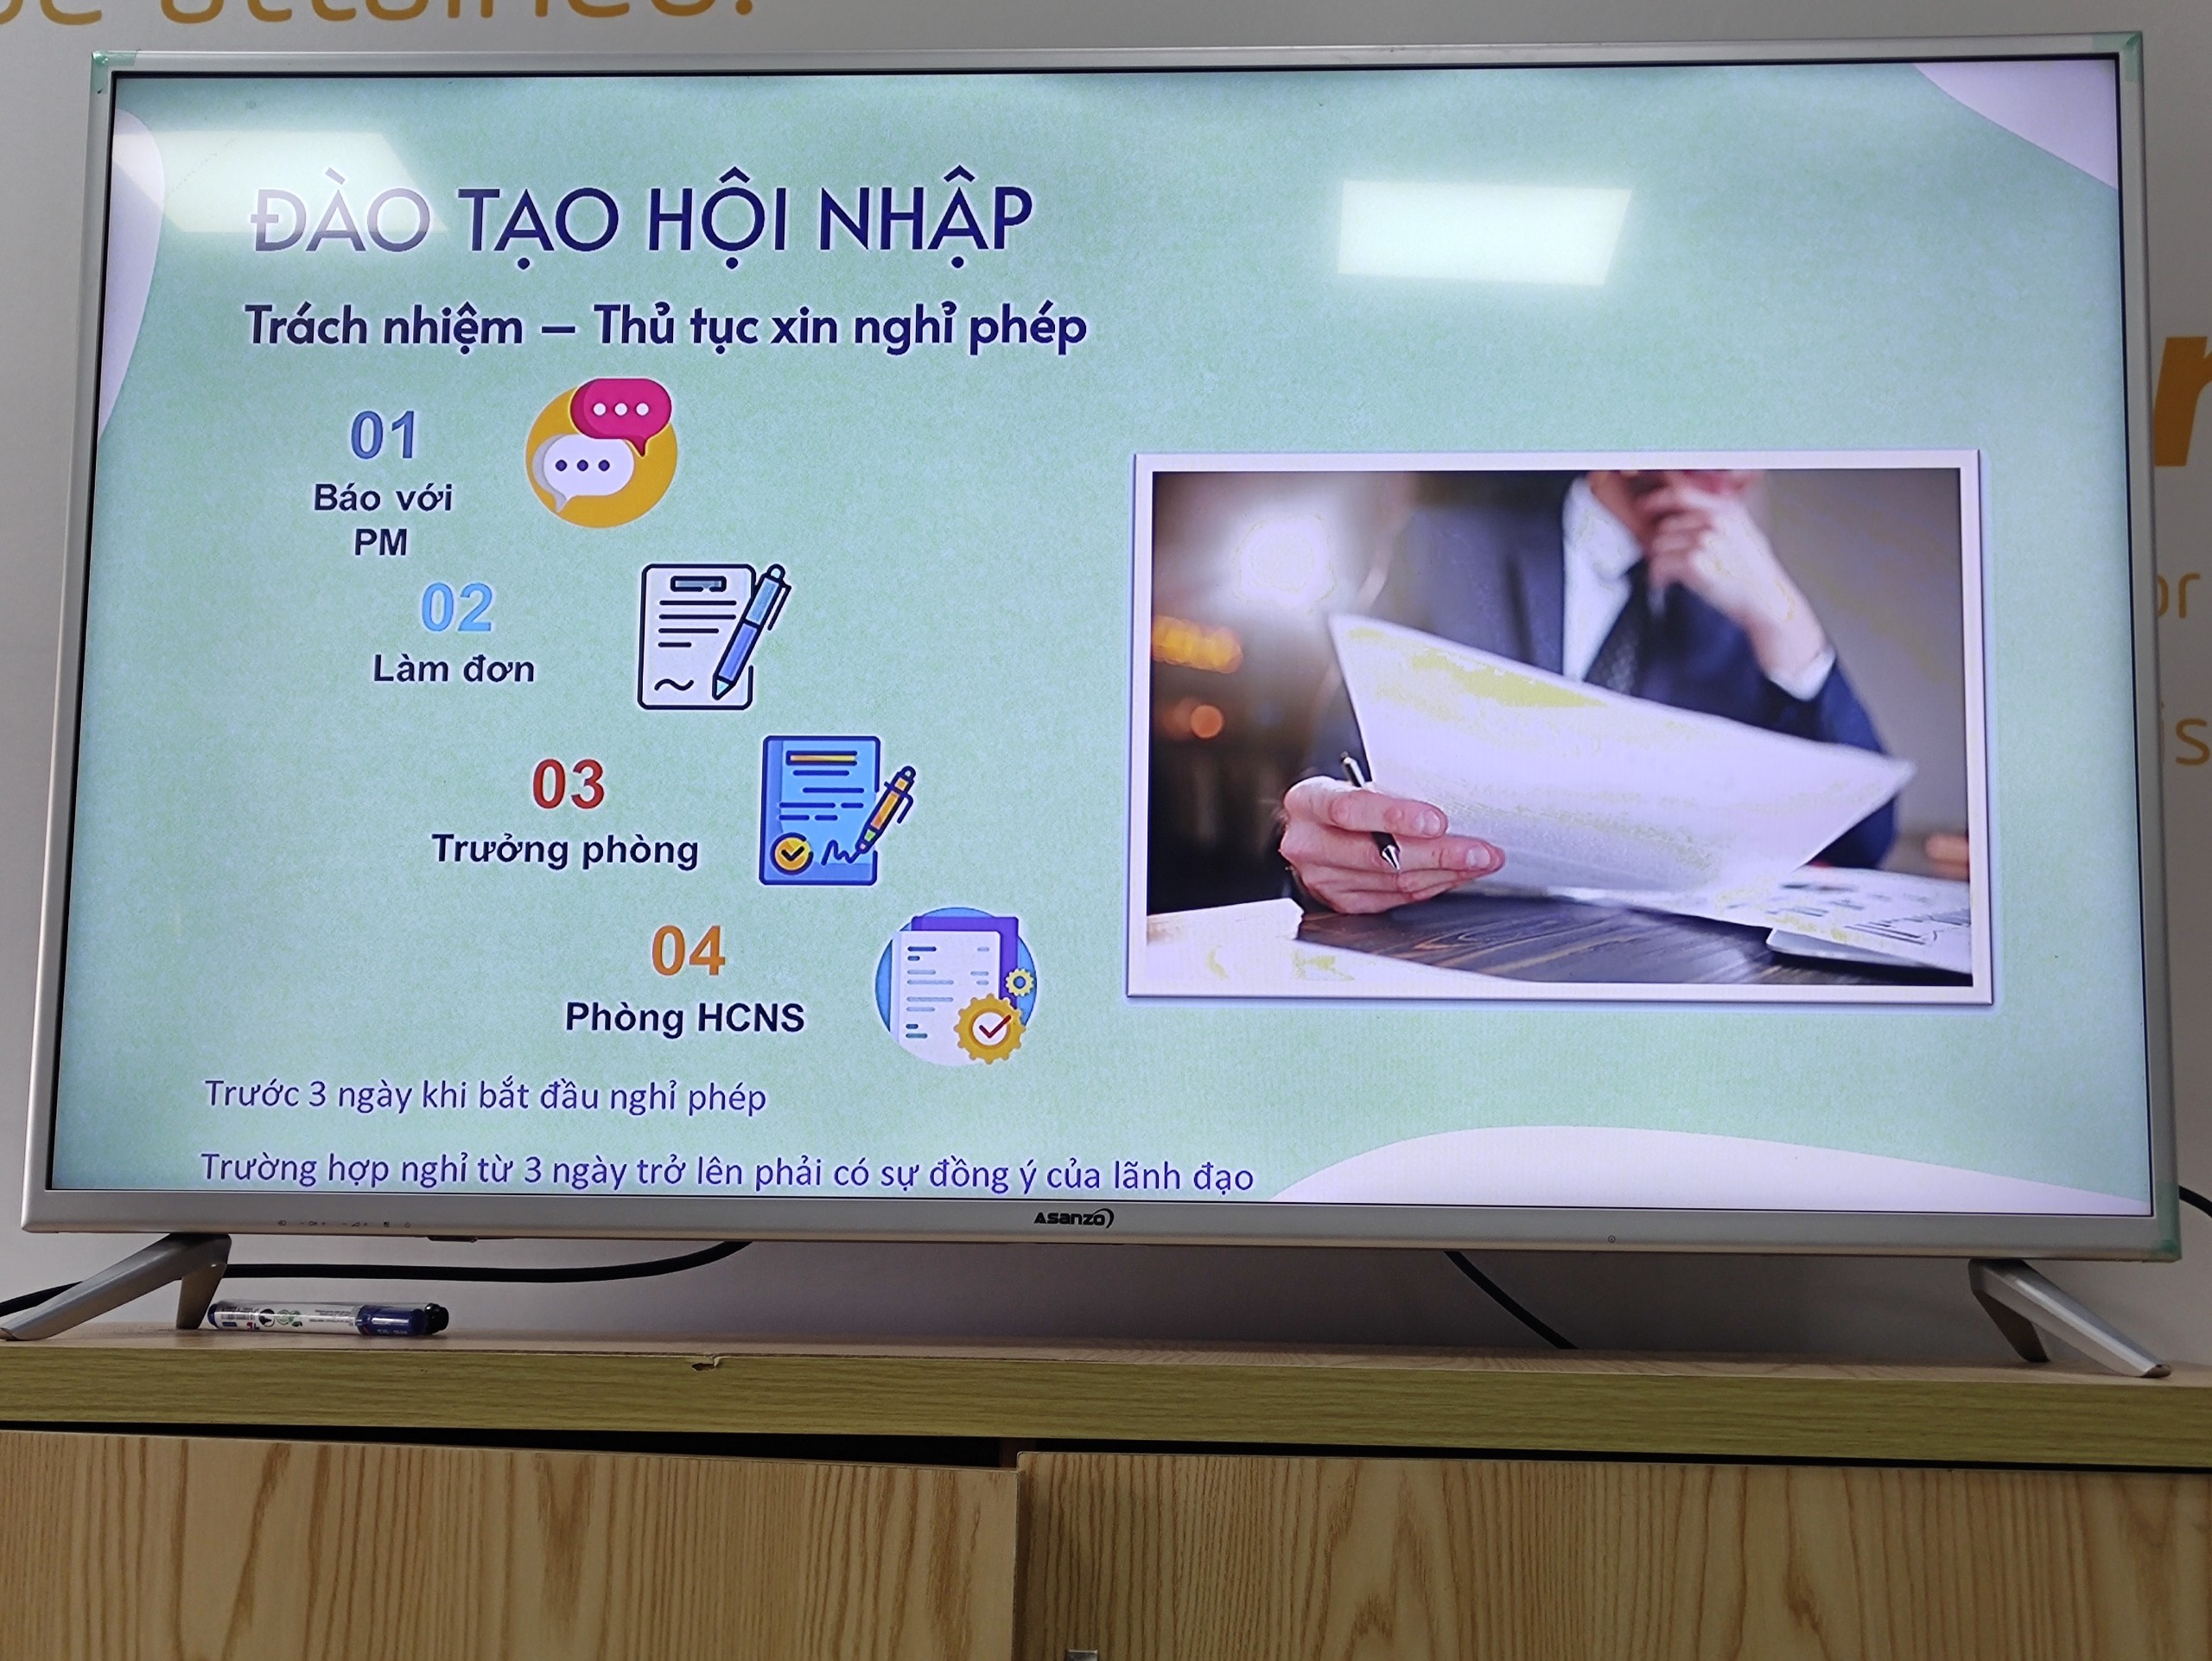 ĐÀO TẠO HỘI NHẬP
Trách nhiệm – Thủ tục xin nghỉ phép
01
Báo với
PM
02
Làm đơn
03
Trưởng phòng
04
Phòng HCNS
Trước 3 ngày khi bắt đầu nghỉ phép
Trường hợp nghỉ từ 3 ngày trở lên phải có sự đồng ý của lãnh đạo
Asanzo